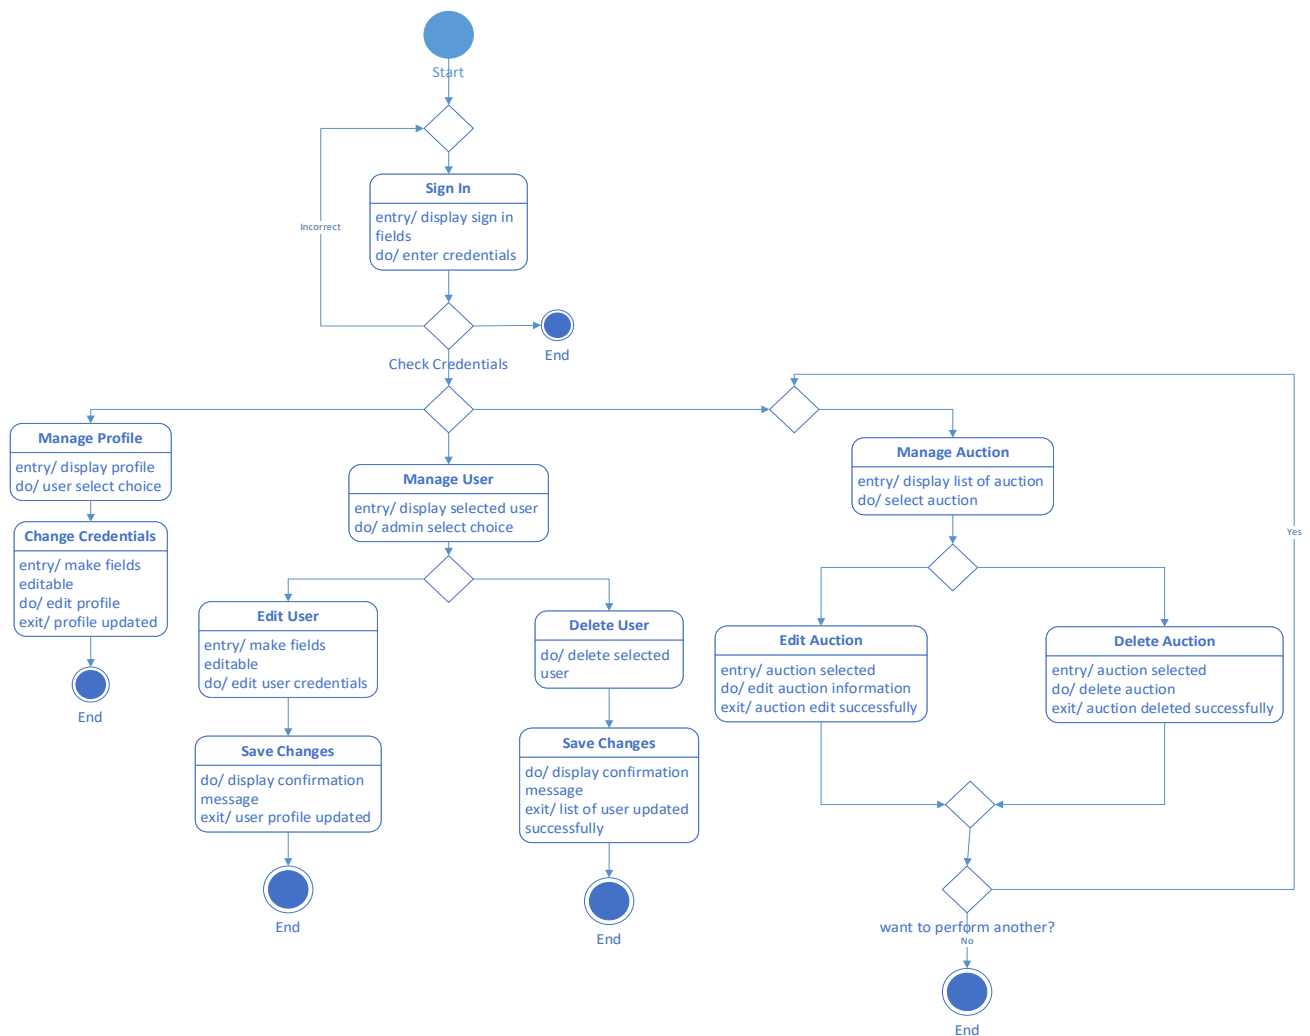 Start
Sign In
entry/ display sign in
fields
do/ enter credentials
Incorrect
End
Check Credentials
Manage Profile
entry/ display profile
do/ user select choice
Change Credentials
entry/ make fields
editable
do/ edit profile
exit/ profile updated
End
Manage User
entry/ display selected user
do/ admin select choice
Edit User
entry/ make fields
editable
do/ edit user credentials
Save Changes
do/ display confirmation
message
exit/ user profile updated
End
Delete User
do/ delete selected
user
Save Changes
do/ display confirmation
message
exit/ list of user updated
successfully
End
Manage Auction
entry/ display list of auction
do/ select auction
Edit Auction
entry/ auction selected
do/ edit auction information
exit/ auction edit successfully
Delete Auction
entry/ auction selected
do/ delete auction
exit/ auction deleted successfully
Yes
want to perform another?
No
End